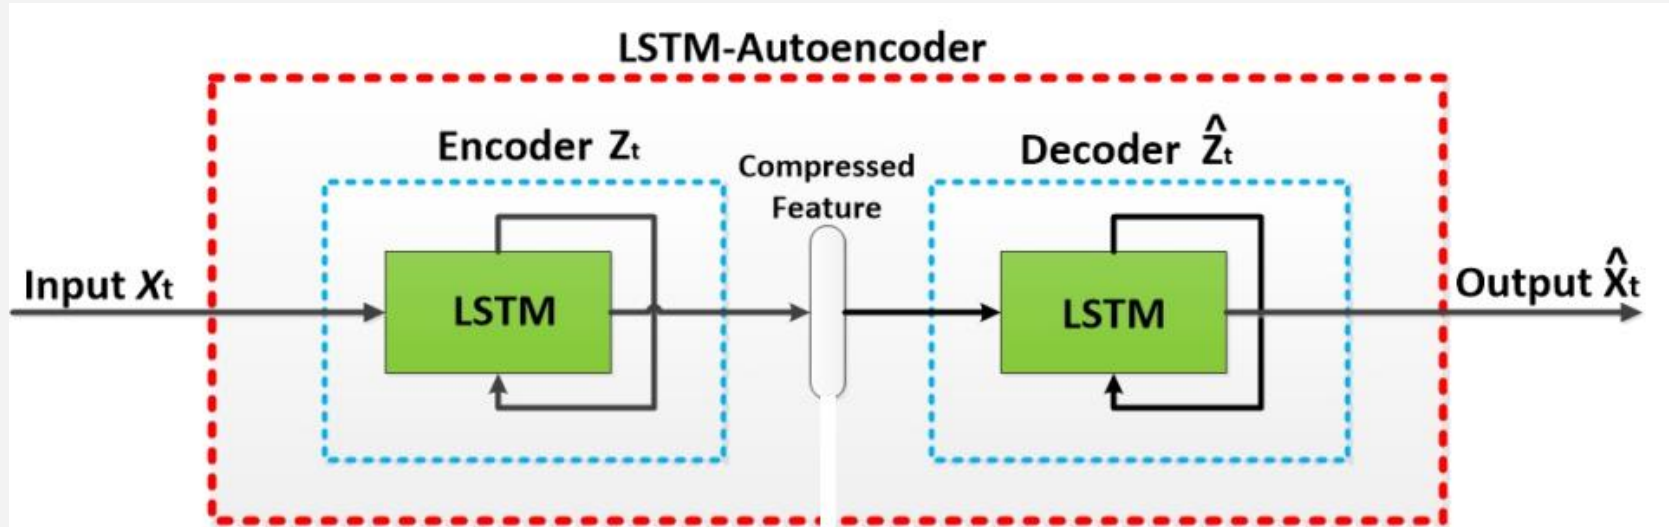 LSTM-Autoencoder
Encoder Zt
Compressed
Feature
Decoder Ẑt
Input Xt
LSTM
LSTM
Output X̂t